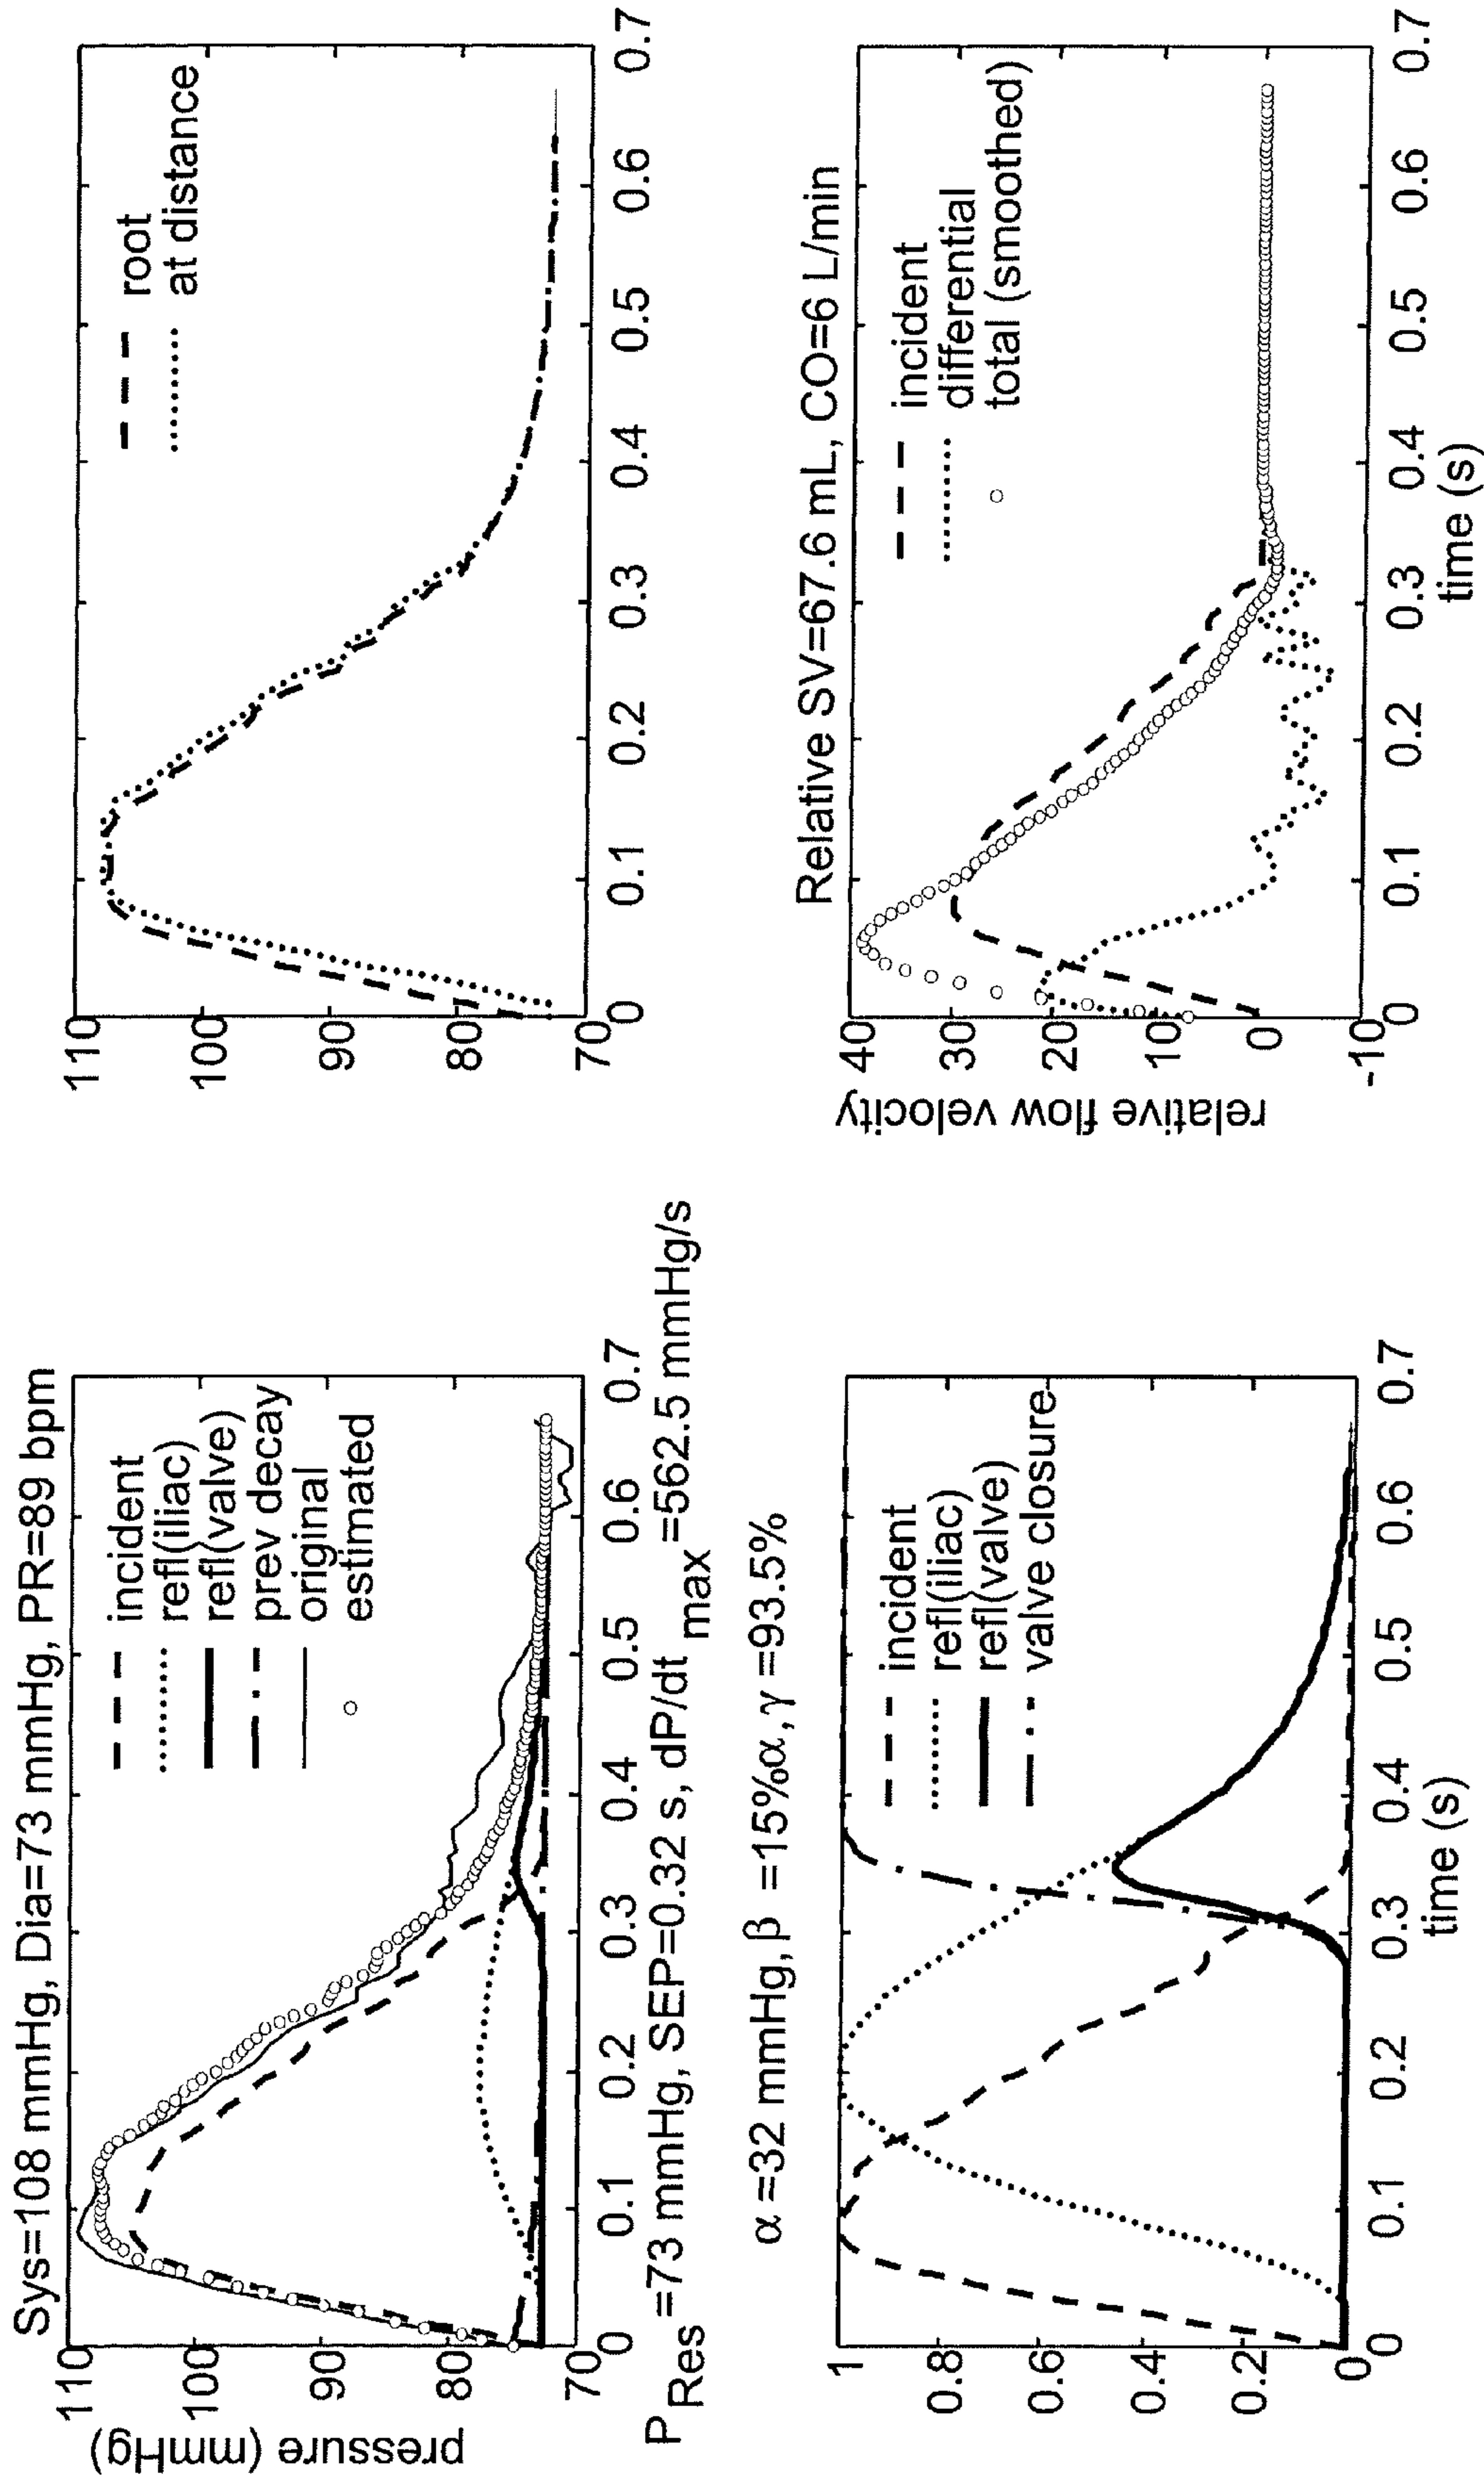 Sys=108 mmHg, Dia=73 mmHg, PR=89 bpm
pressure (mmHg)
110
100
90
80
70
0 0.1 0.2 0.3 0.4 0.5 0.6 0.7
incident
refl(iliac)
refl(valve)
prev decay
original
estimated
P Res =73 mmHg, SEP=0.32 s, dP/dt max =562.5 mmHg/s
110
100
90
80
70
0 0.1 0.2 0.3 0.4 0.5 0.6 0.7
root
at distance
α =32 mmHg, β =15%α, γ =93.5%
1
0.8
0.6
0.4
0.2
0
0 0.1 0.2 0.3 0.4 0.5 0.6 0.7
time (s)
incident
refl(iliac)
refl(valve)
valve closure
Relative SV=67.6 mL, CO=6 L/min
relative flow velocity
40
30
20
10
0
-10
0 0.1 0.2 0.3 0.4 0.5 0.6 0.7
time (s)
incident
differential
total (smoothed)